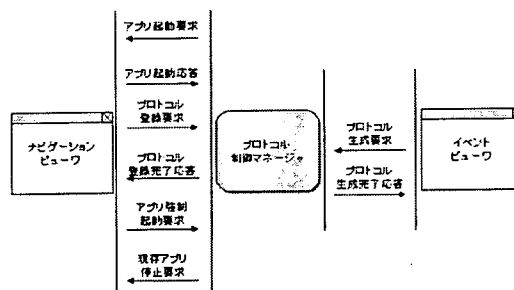 アプリ起動要求
アプリ起動応答
プロトコル
登録要求
プロトコル
登録完了応答
アプリ強制
起動要求
現存アプリ
停止要求
ナビゲーション
ビューワ
プロトコル
制御マネージャ
プロトコル
生成要求
プロトコル
生成完了応答
イベント
ビューワ